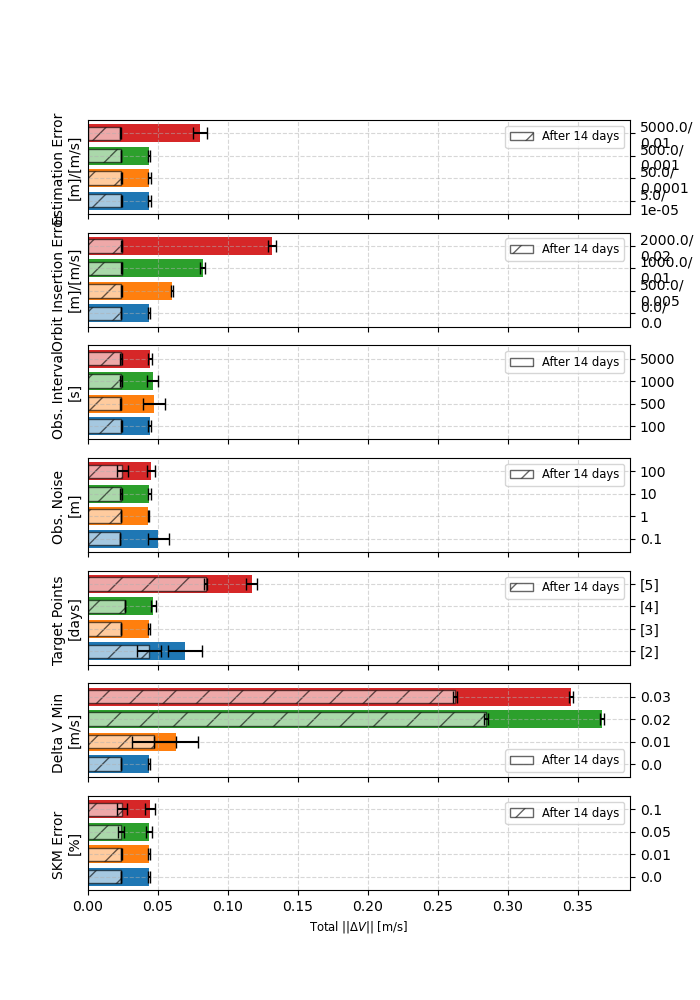 Estimation Error
[m]/[m/s]
After 14 days
5000.0/
0.01
500.0/
0.001
50.0/
0.0001
5.0/
1e-05
Orbit Insertion Error
[m]/[m/s]
After 14 days
2000.0/
0.02
1000.0/
0.01
500.0/
0.005
0.0/
0.0
Obs. Interval
[s]
After 14 days
5000
1000
500
100
Obs. Noise
[m]
After 14 days
100
10
1
0.1
Target Points
[days]
After 14 days
[5]
[4]
[3]
[2]
Delta V Min
[m/s]
After 14 days
0.03
0.02
0.01
0.0
SKM Error
[%]
After 14 days
0.1
0.05
0.01
0.0
0.00 0.05 0.10 0.15 0.20 0.25 0.30 0.35
Total ||ΔV|| [m/s]